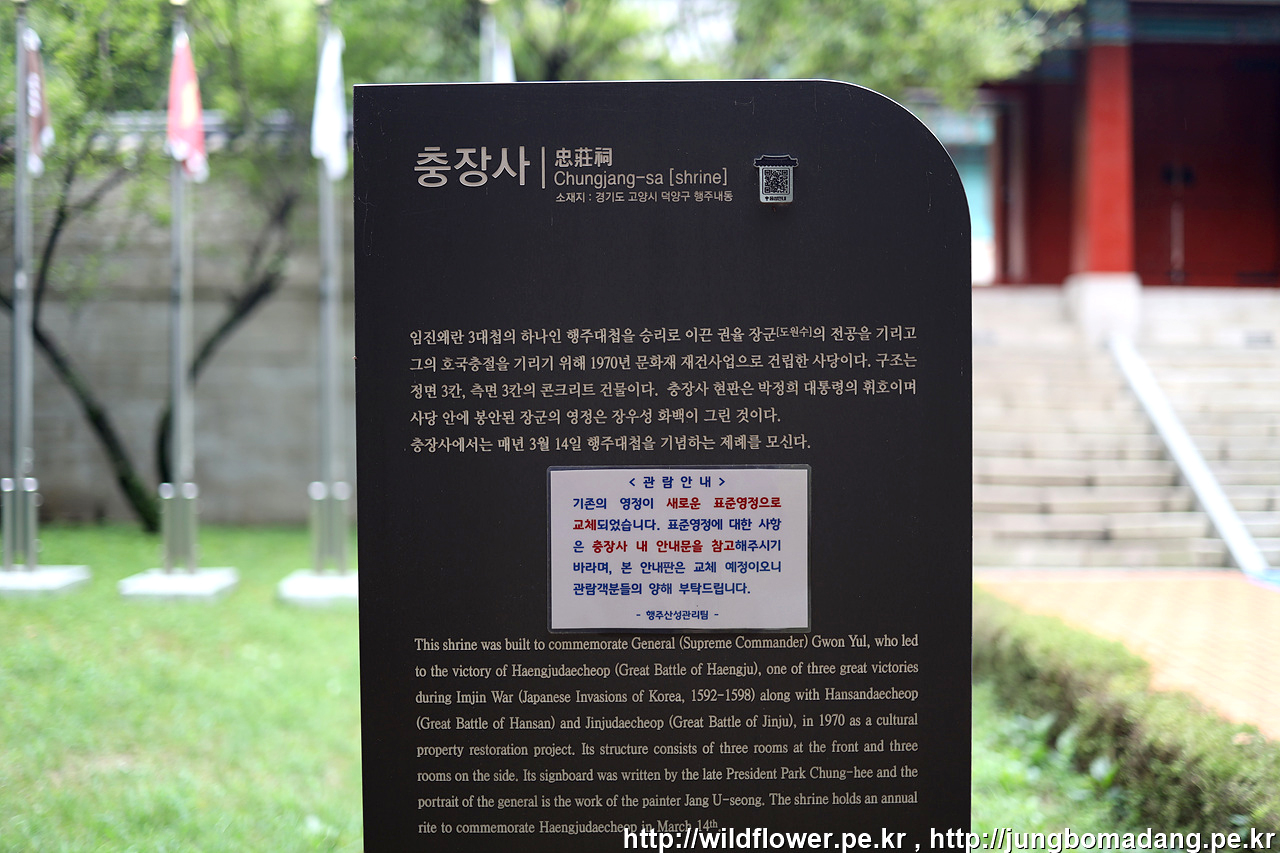 충장사
忠莊祠
Chungjang-sa [shrine]
소재지 : 경기도 고양시 덕양구 행주내동
임진왜란 3대첩의 하나인 행주대첩을 승리로 이끈 권율 장군[도원수]의 전공을 기리고
그의 호국충절을 기리기 위해 1970년 문화재 재건사업으로 건립한 사당이다. 구조는
정면 3칸, 측면 3칸의 콘크리트 건물이다. 충장사 현판은 박정희 대통령의 휘호이며
사당 안에 봉안된 장군의 영정은 장우성 화백이 그린 것이다.
충장사에서는 매년 3월 14일 행주대첩을 기념하는 제례를 모신다.
< 관 람 안 내 >
기존의 영정이 새로운 표준영정으로
교체되었습니다. 표준영정에 대한 사항
은 충장사 내 안내문을 참고해주시기
바라며, 본 안내판은 교체 예정이오니
관람객분들의 양해 부탁드립니다.
- 행주산성관리팀 -
This shrine was built to commemorate General (Supreme Commander) Gwon Yul, who led
to the victory of Haengjudaecheop (Great Battle of Haengju), one of three great victories
during Imjin War (Japanese Invasions of Korea, 1592-1598) along with Hansandaecheop
(Great Battle of Hansan) and Jinjudaecheop (Great Battle of Jinju), in 1970 as a cultural
property restoration project. Its structure consists of three rooms at the front and three
rooms on the side. Its signboard was written by the late President Park Chung-hee and the
portrait of the general is the work of the painter Jang U-seong. The shrine holds an annual
rite to commemorate Haengjudaecheop in March 14th.
http://wildflower.pe.kr , http://jungbomadang.pe.kr